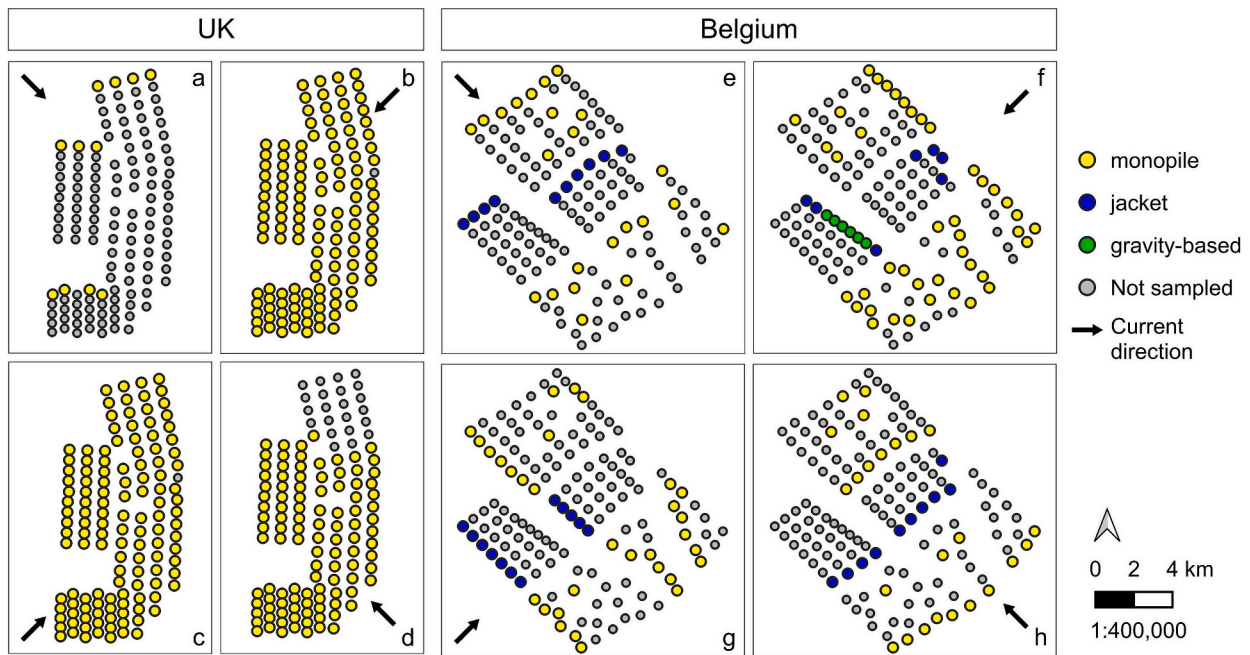 UK
Belgium
a
b
e
f
monopile
jacket
gravity-based
Not sampled
Current
direction
c
d
g
h
0 2 4 km
1:400,000